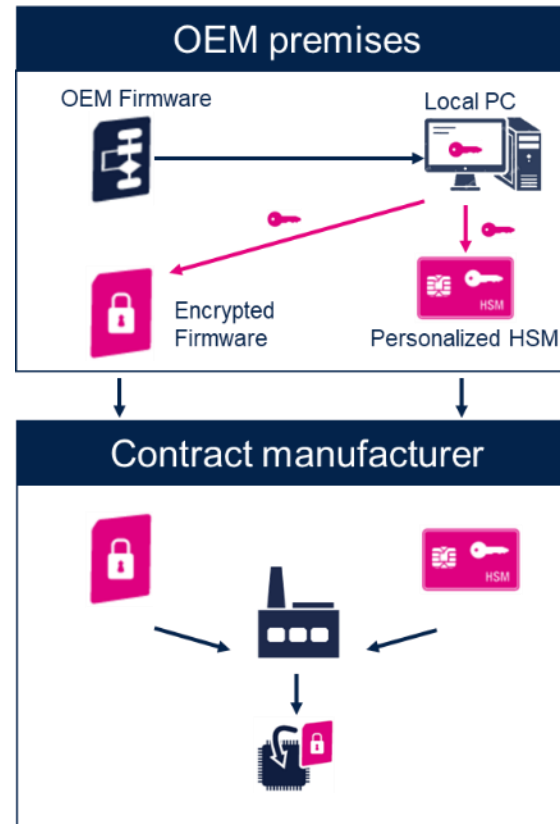 OEM premises
OEM Firmware
Local PC
HSM
Encrypted
Firmware
Personalized HSM
Contract manufacturer
HSM